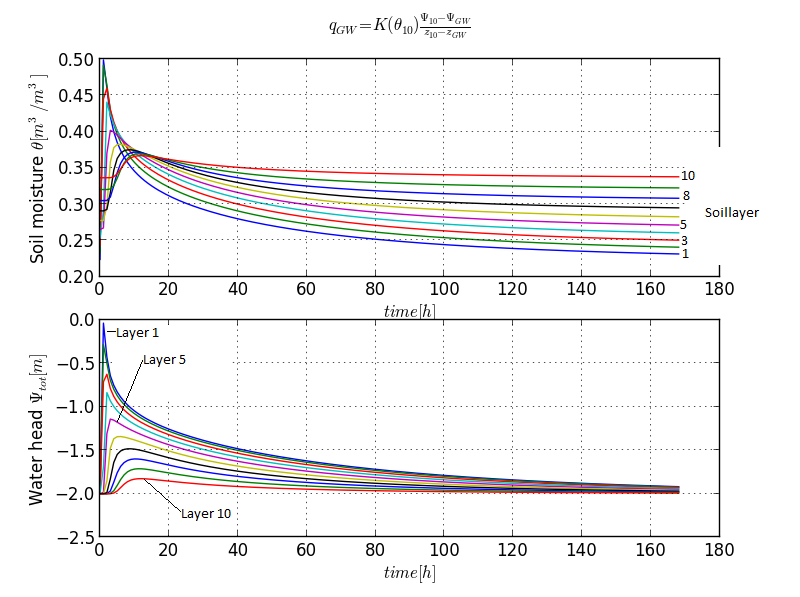 q_GW = K(θ_10) (Ψ_10 − Ψ_GW)/(z_10 − z_GW)
Soil moisture θ[m^3 /m^3 ]
0.50
0.45
0.40
0.35
0.30
0.25
0.20
10
8
5
3
1
Soillayer
0 20 40 60 80 100 120 140 160 180
time[h]
Water head Ψ_tot[m]
0.0
−0.5
−1.0
−1.5
−2.0
−2.5
Layer 1
Layer 5
Layer 10
0 20 40 60 80 100 120 140 160 180
time[h]